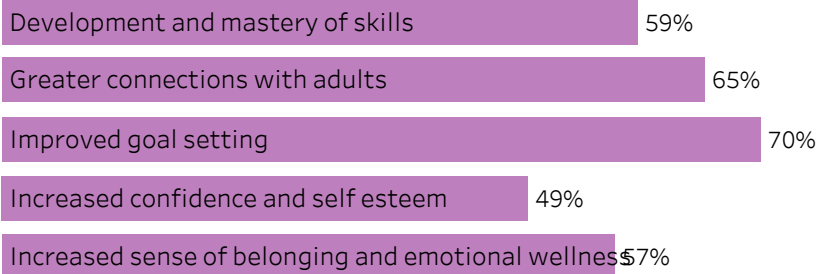 Development and mastery of skills 59%
Greater connections with adults 65%
Improved goal setting 70%
Increased confidence and self esteem 49%
Increased sense of belonging and emotional wellness 57%